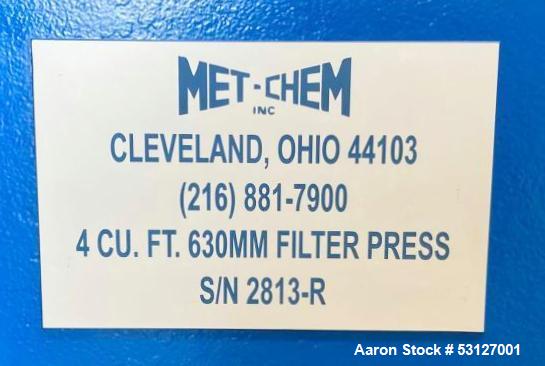 MET-CHEM
INC
CLEVELAND, OHIO 44103
(216) 881-7900
4 CU. FT. 630MM FILTER PRESS
S/N 2813-R
Aaron Stock # 53127001